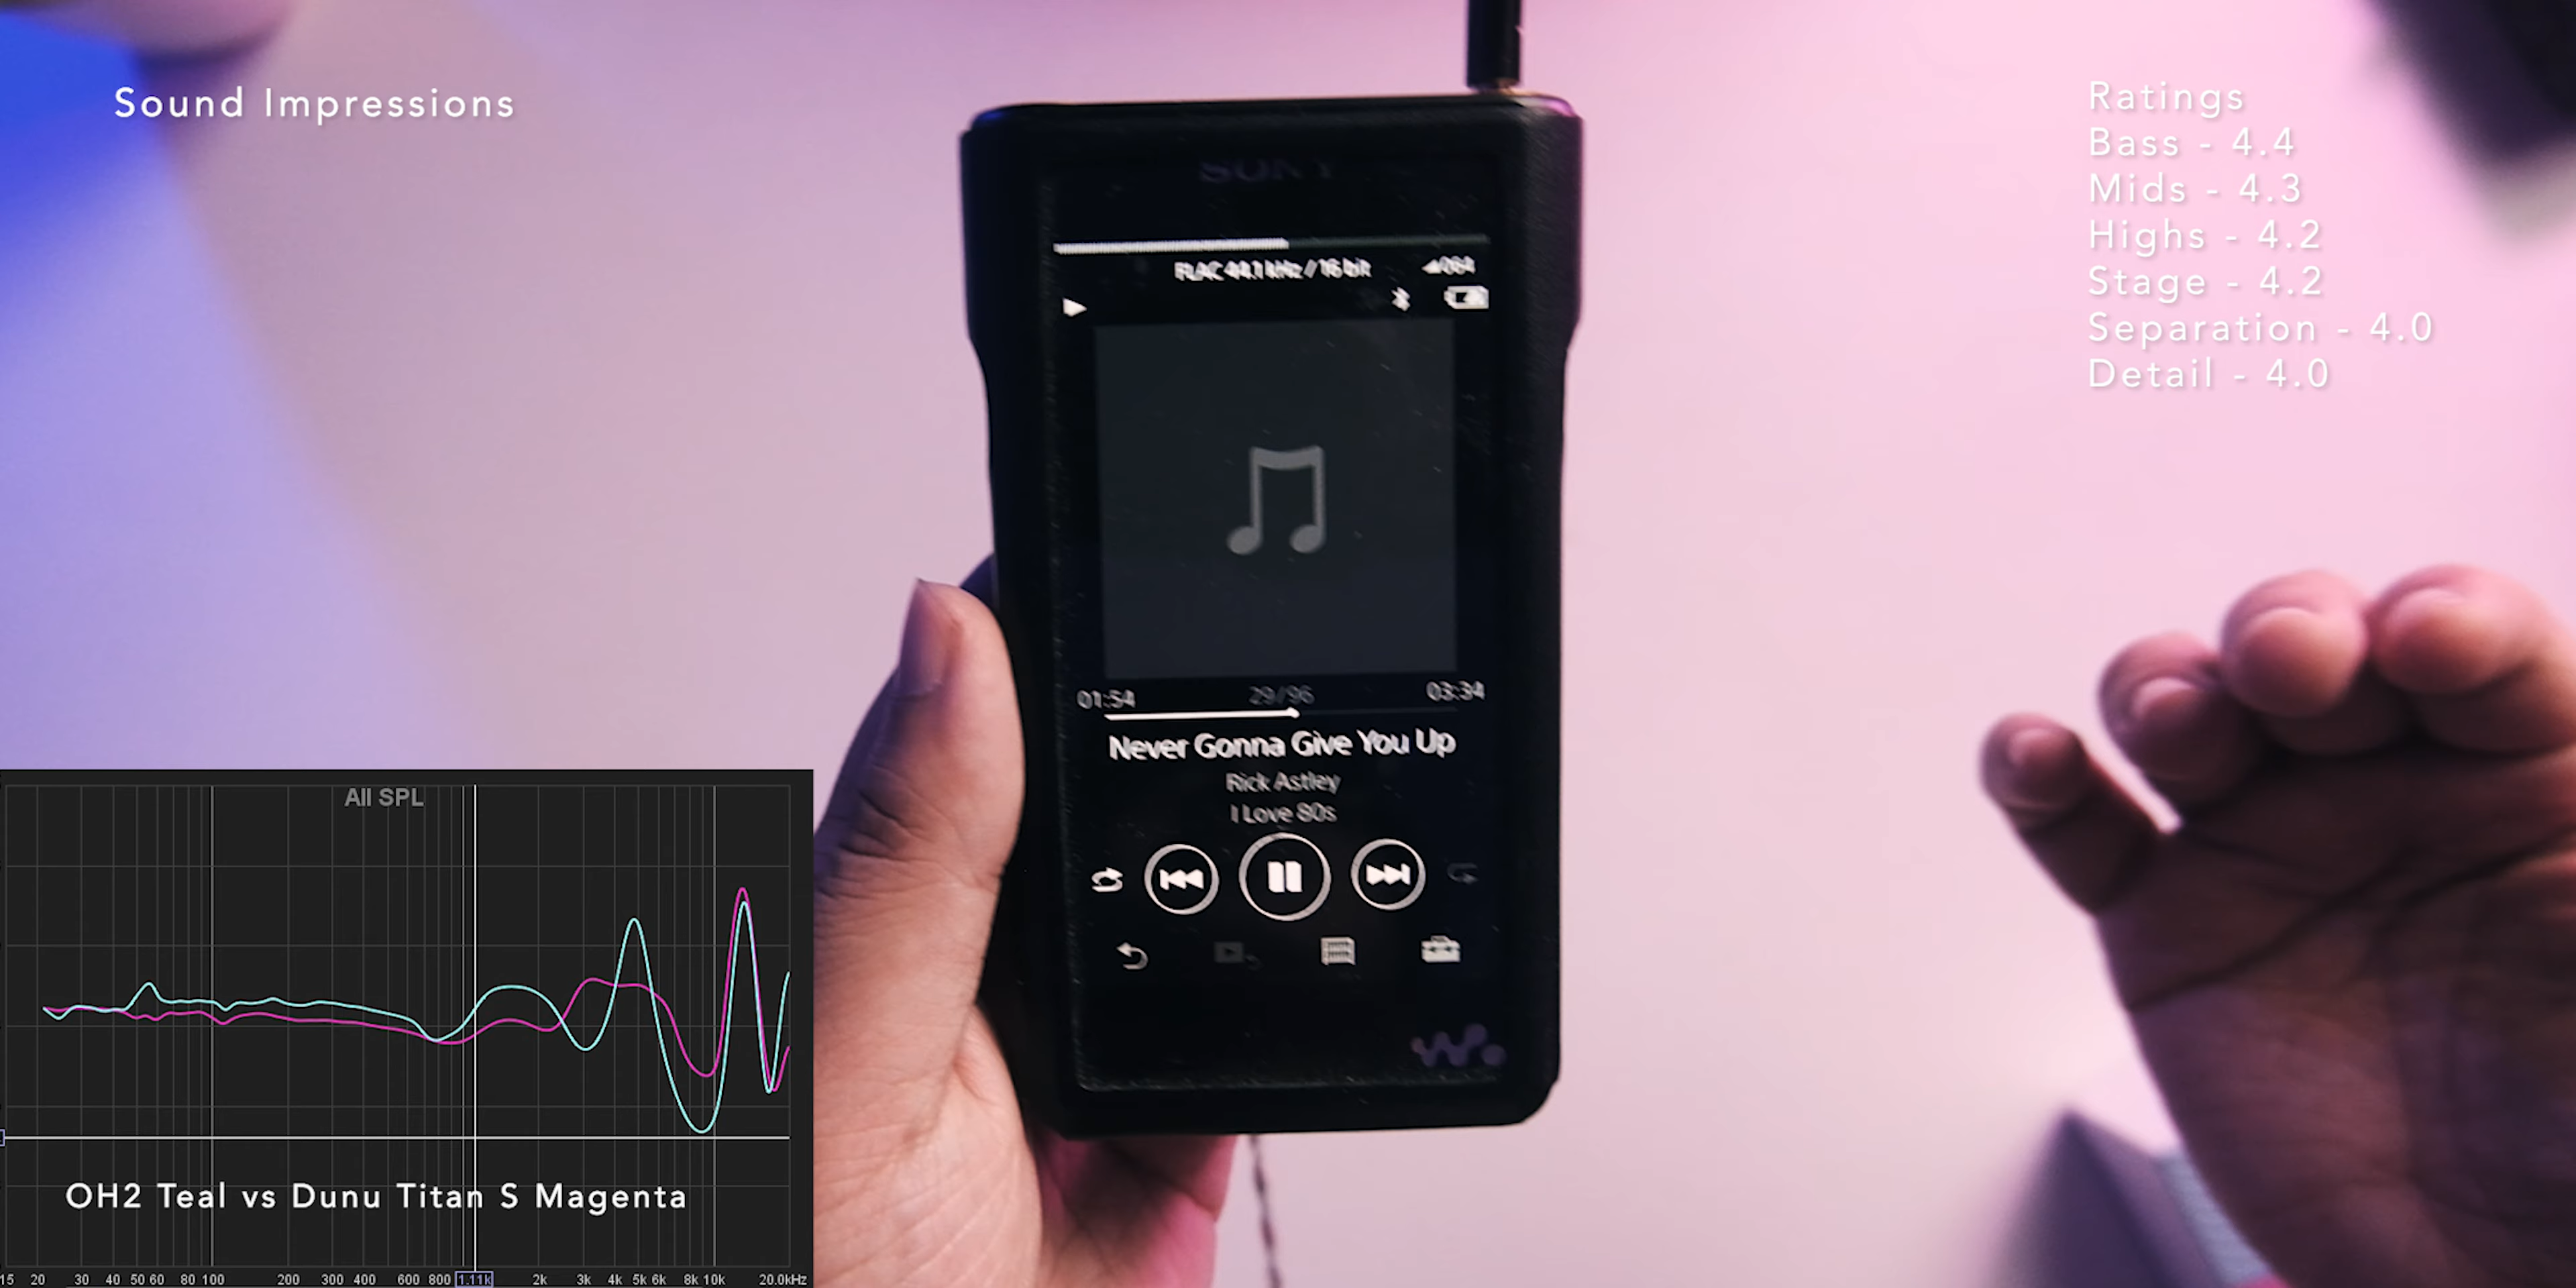 Sound Impressions
Ratings
Bass - 4.4
Mids - 4.3
Highs - 4.2
Stage - 4.2
Separation - 4.0
Detail - 4.0
SONY
FLAC 44.1 kHz / 16 bit
064
01:54 29/96 03:34
Never Gonna Give You Up
Rick Astley
I Love 80s
All SPL
OH2 Teal vs Dunu Titan S Magenta
15 20 30 40 50 60 80 100 200 300 400 600 800 1.11k 2k 3k 4k 5k 6k 8k 10k 20.0kHz